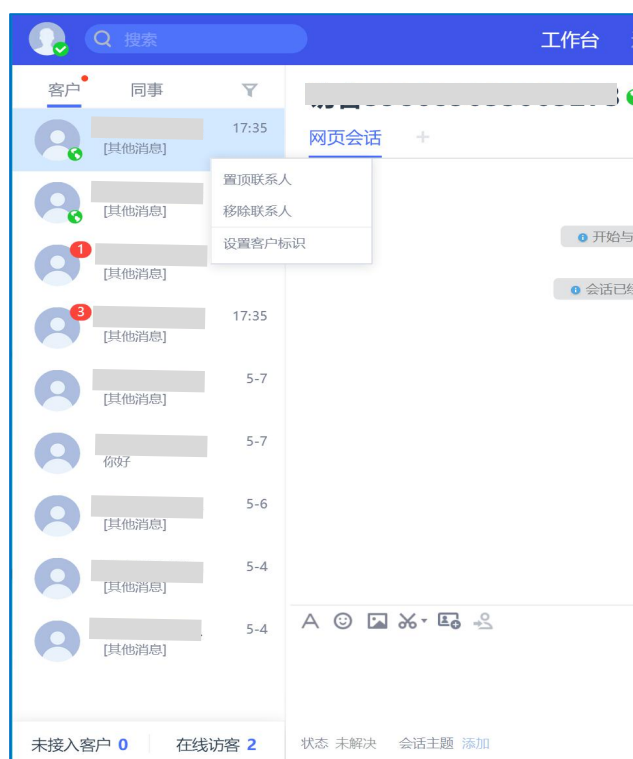 搜索
工作台
客户 同事
17:35
[其他消息]
网页会话 +
置顶联系人
移除联系人
设置客户标识
[其他消息]
1
[其他消息]
开始与
会话已经
3
17:35
[其他消息]
5-7
[其他消息]
5-7
你好
5-6
[其他消息]
5-4
[其他消息]
5-4
[其他消息]
未接入客户 0 在线访客 2
状态 未解决 会话主题 添加